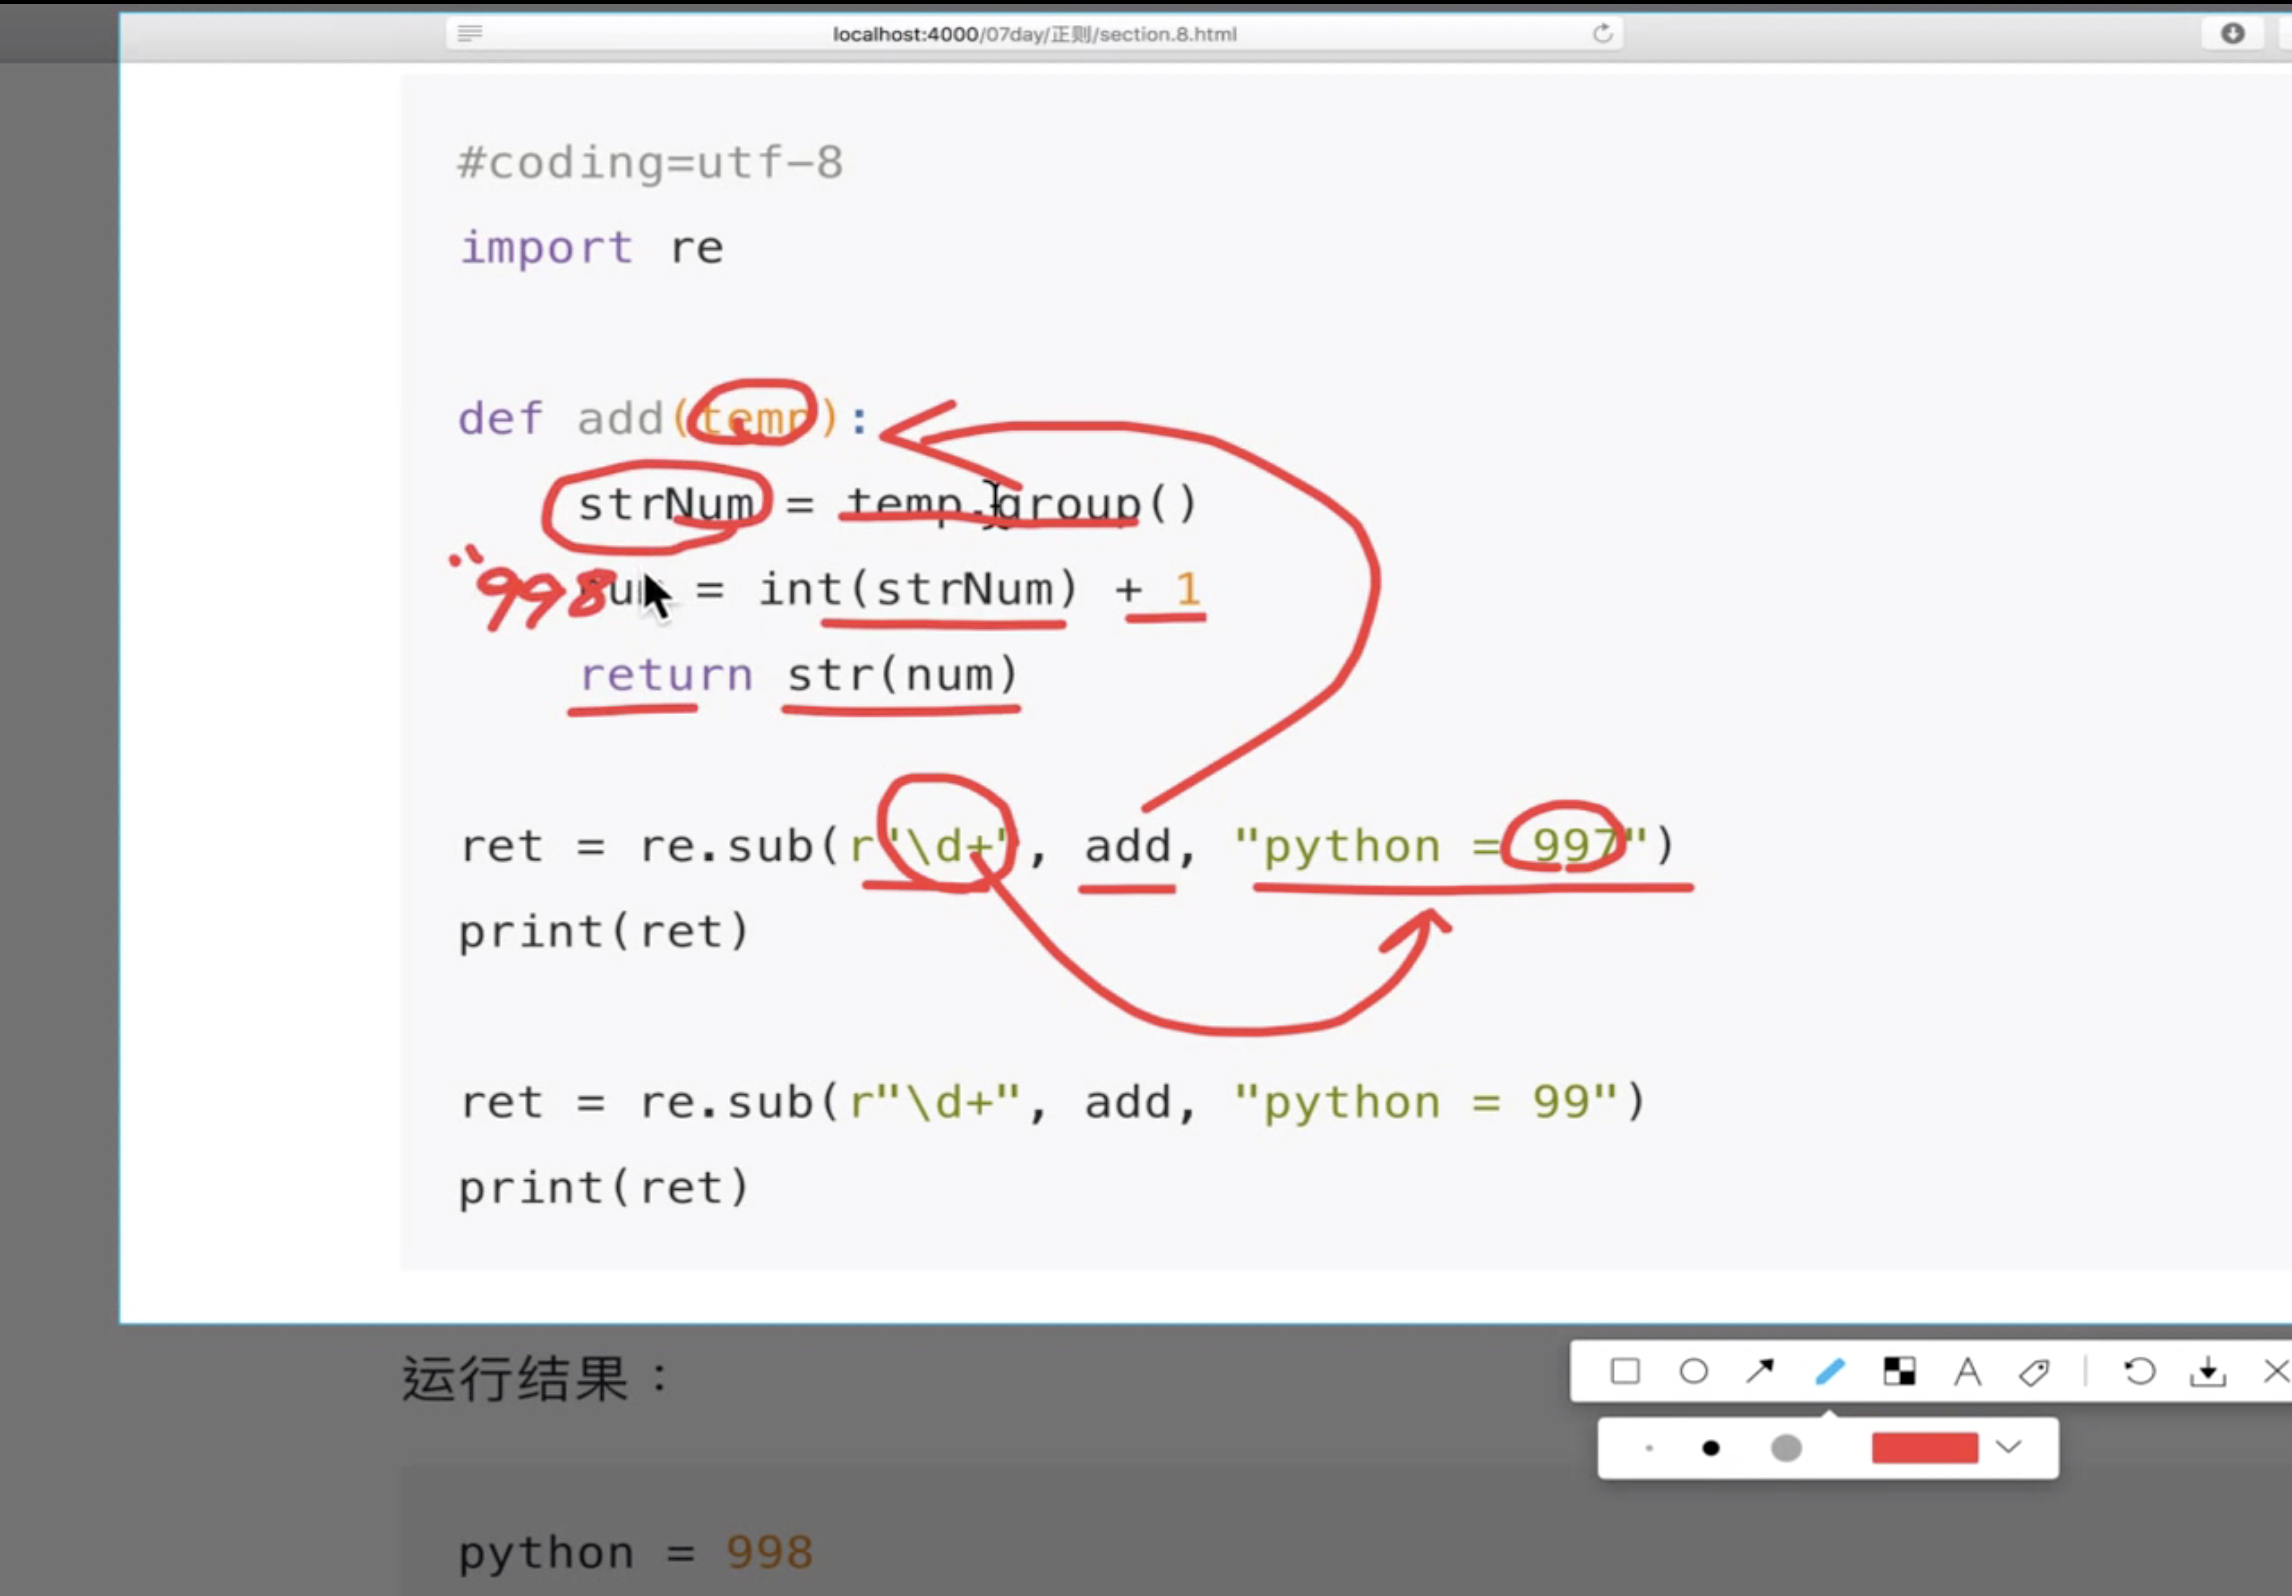 localhost:4000/07day/正则/section.8.html
#coding=utf-8
import re
def add(temp):
strNum = temp.group()
"998
num = int(strNum) + 1
return str(num)
ret = re.sub(r"\d+", add, "python = 997")
print(ret)
ret = re.sub(r"\d+", add, "python = 99")
print(ret)
运行结果：
python = 998